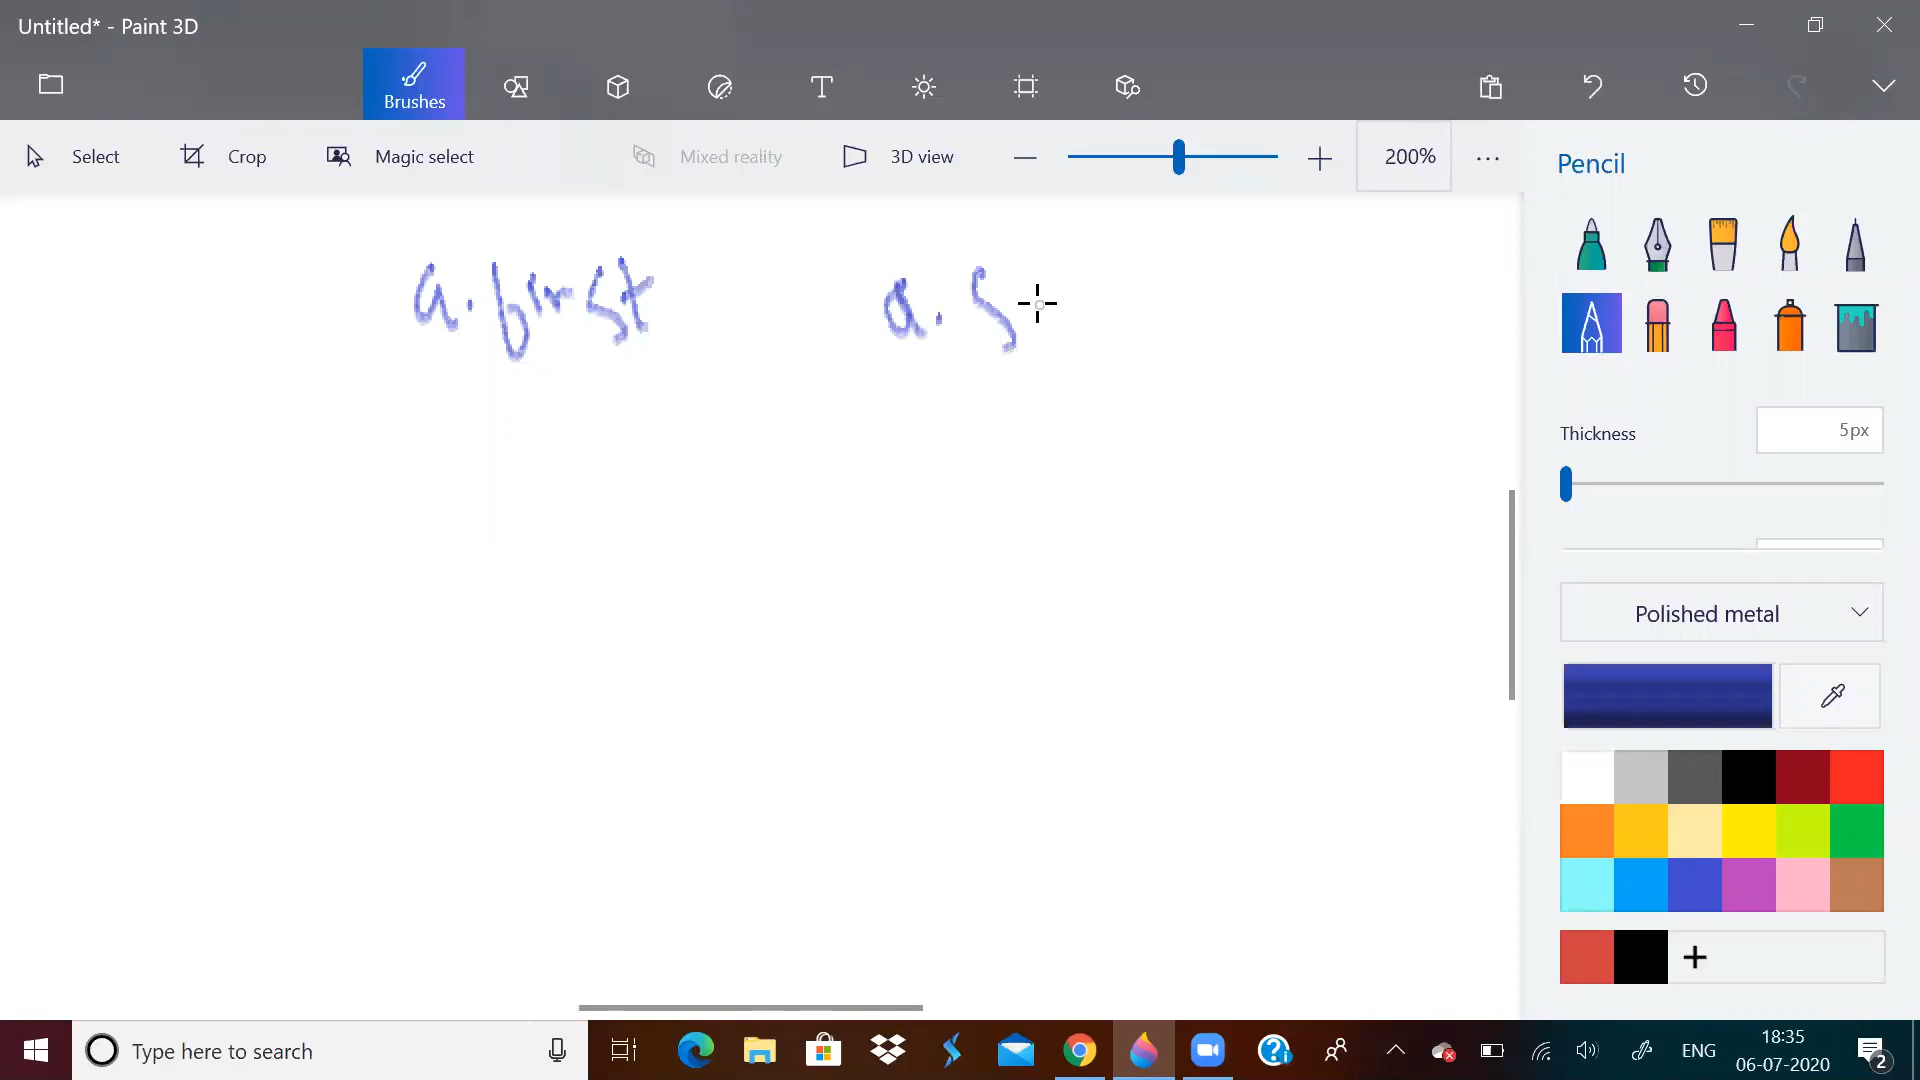 Untitled* - Paint 3D
Brushes
Select Crop Magic select Mixed reality 3D view 200% ...
Pencil
a.first a.s
Thickness 5px
Polished metal
Type here to search
ENG
18:35
06-07-2020
2